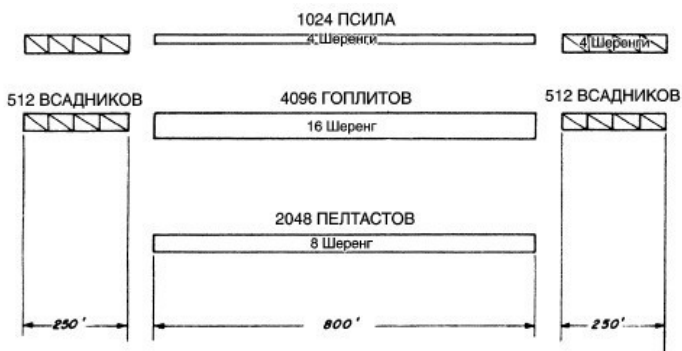 1024 ПСИЛА
4 Шеренги
4 Шеренги
512 ВСАДНИКОВ
4096 ГОПЛИТОВ
512 ВСАДНИКОВ
16 Шеренг
2048 ПЕЛТАСТОВ
8 Шеренг
250'
800'
250'